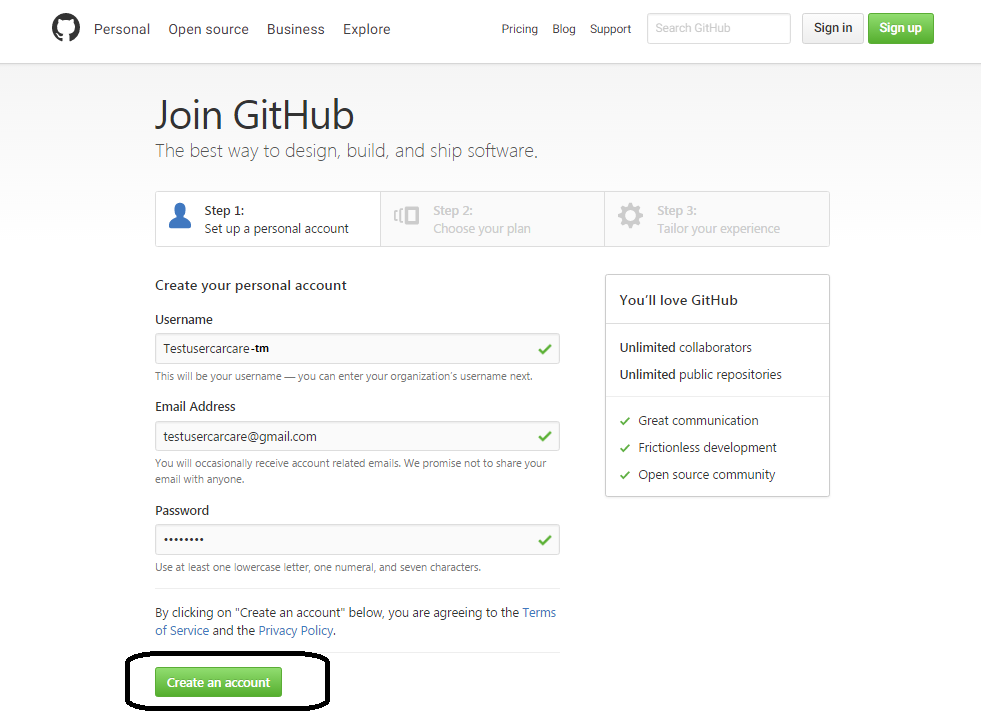 Personal Open source Business Explore Pricing Blog Support Search GitHub Sign in Sign up
Join GitHub
The best way to design, build, and ship software.
Step 1:
Set up a personal account
Step 2:
Choose your plan
Step 3:
Tailor your experience
Create your personal account
Username
Testusercarcare-tm
This will be your username — you can enter your organization's username next.
Email Address
testusercarcare@gmail.com
You will occasionally receive account related emails. We promise not to share your
email with anyone.
Password
••••••••
Use at least one lowercase letter, one numeral, and seven characters.
By clicking on "Create an account" below, you are agreeing to the Terms
of Service and the Privacy Policy.
Create an account
You'll love GitHub
Unlimited collaborators
Unlimited public repositories
Great communication
Frictionless development
Open source community